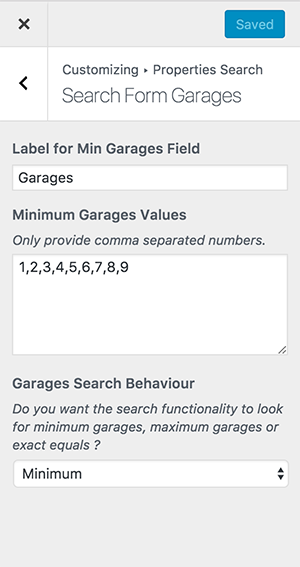 Saved
Customizing ▸ Properties Search
Search Form Garages
Label for Min Garages Field
Garages
Minimum Garages Values
Only provide comma separated numbers.
1,2,3,4,5,6,7,8,9
Garages Search Behaviour
Do you want the search functionality to look
for minimum garages, maximum garages or
exact equals ?
Minimum